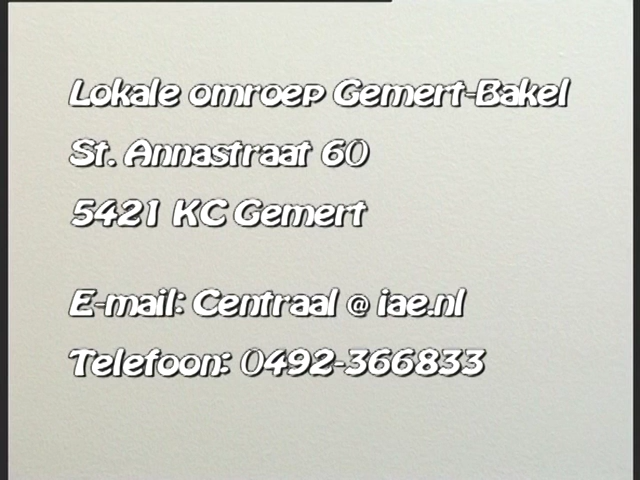 Lokale omroep Gemert-Bakel
St. Annastraat 60
5421 KC Gemert
E-mail: Centraal @ iae.nl
Telefoon: 0492-366833